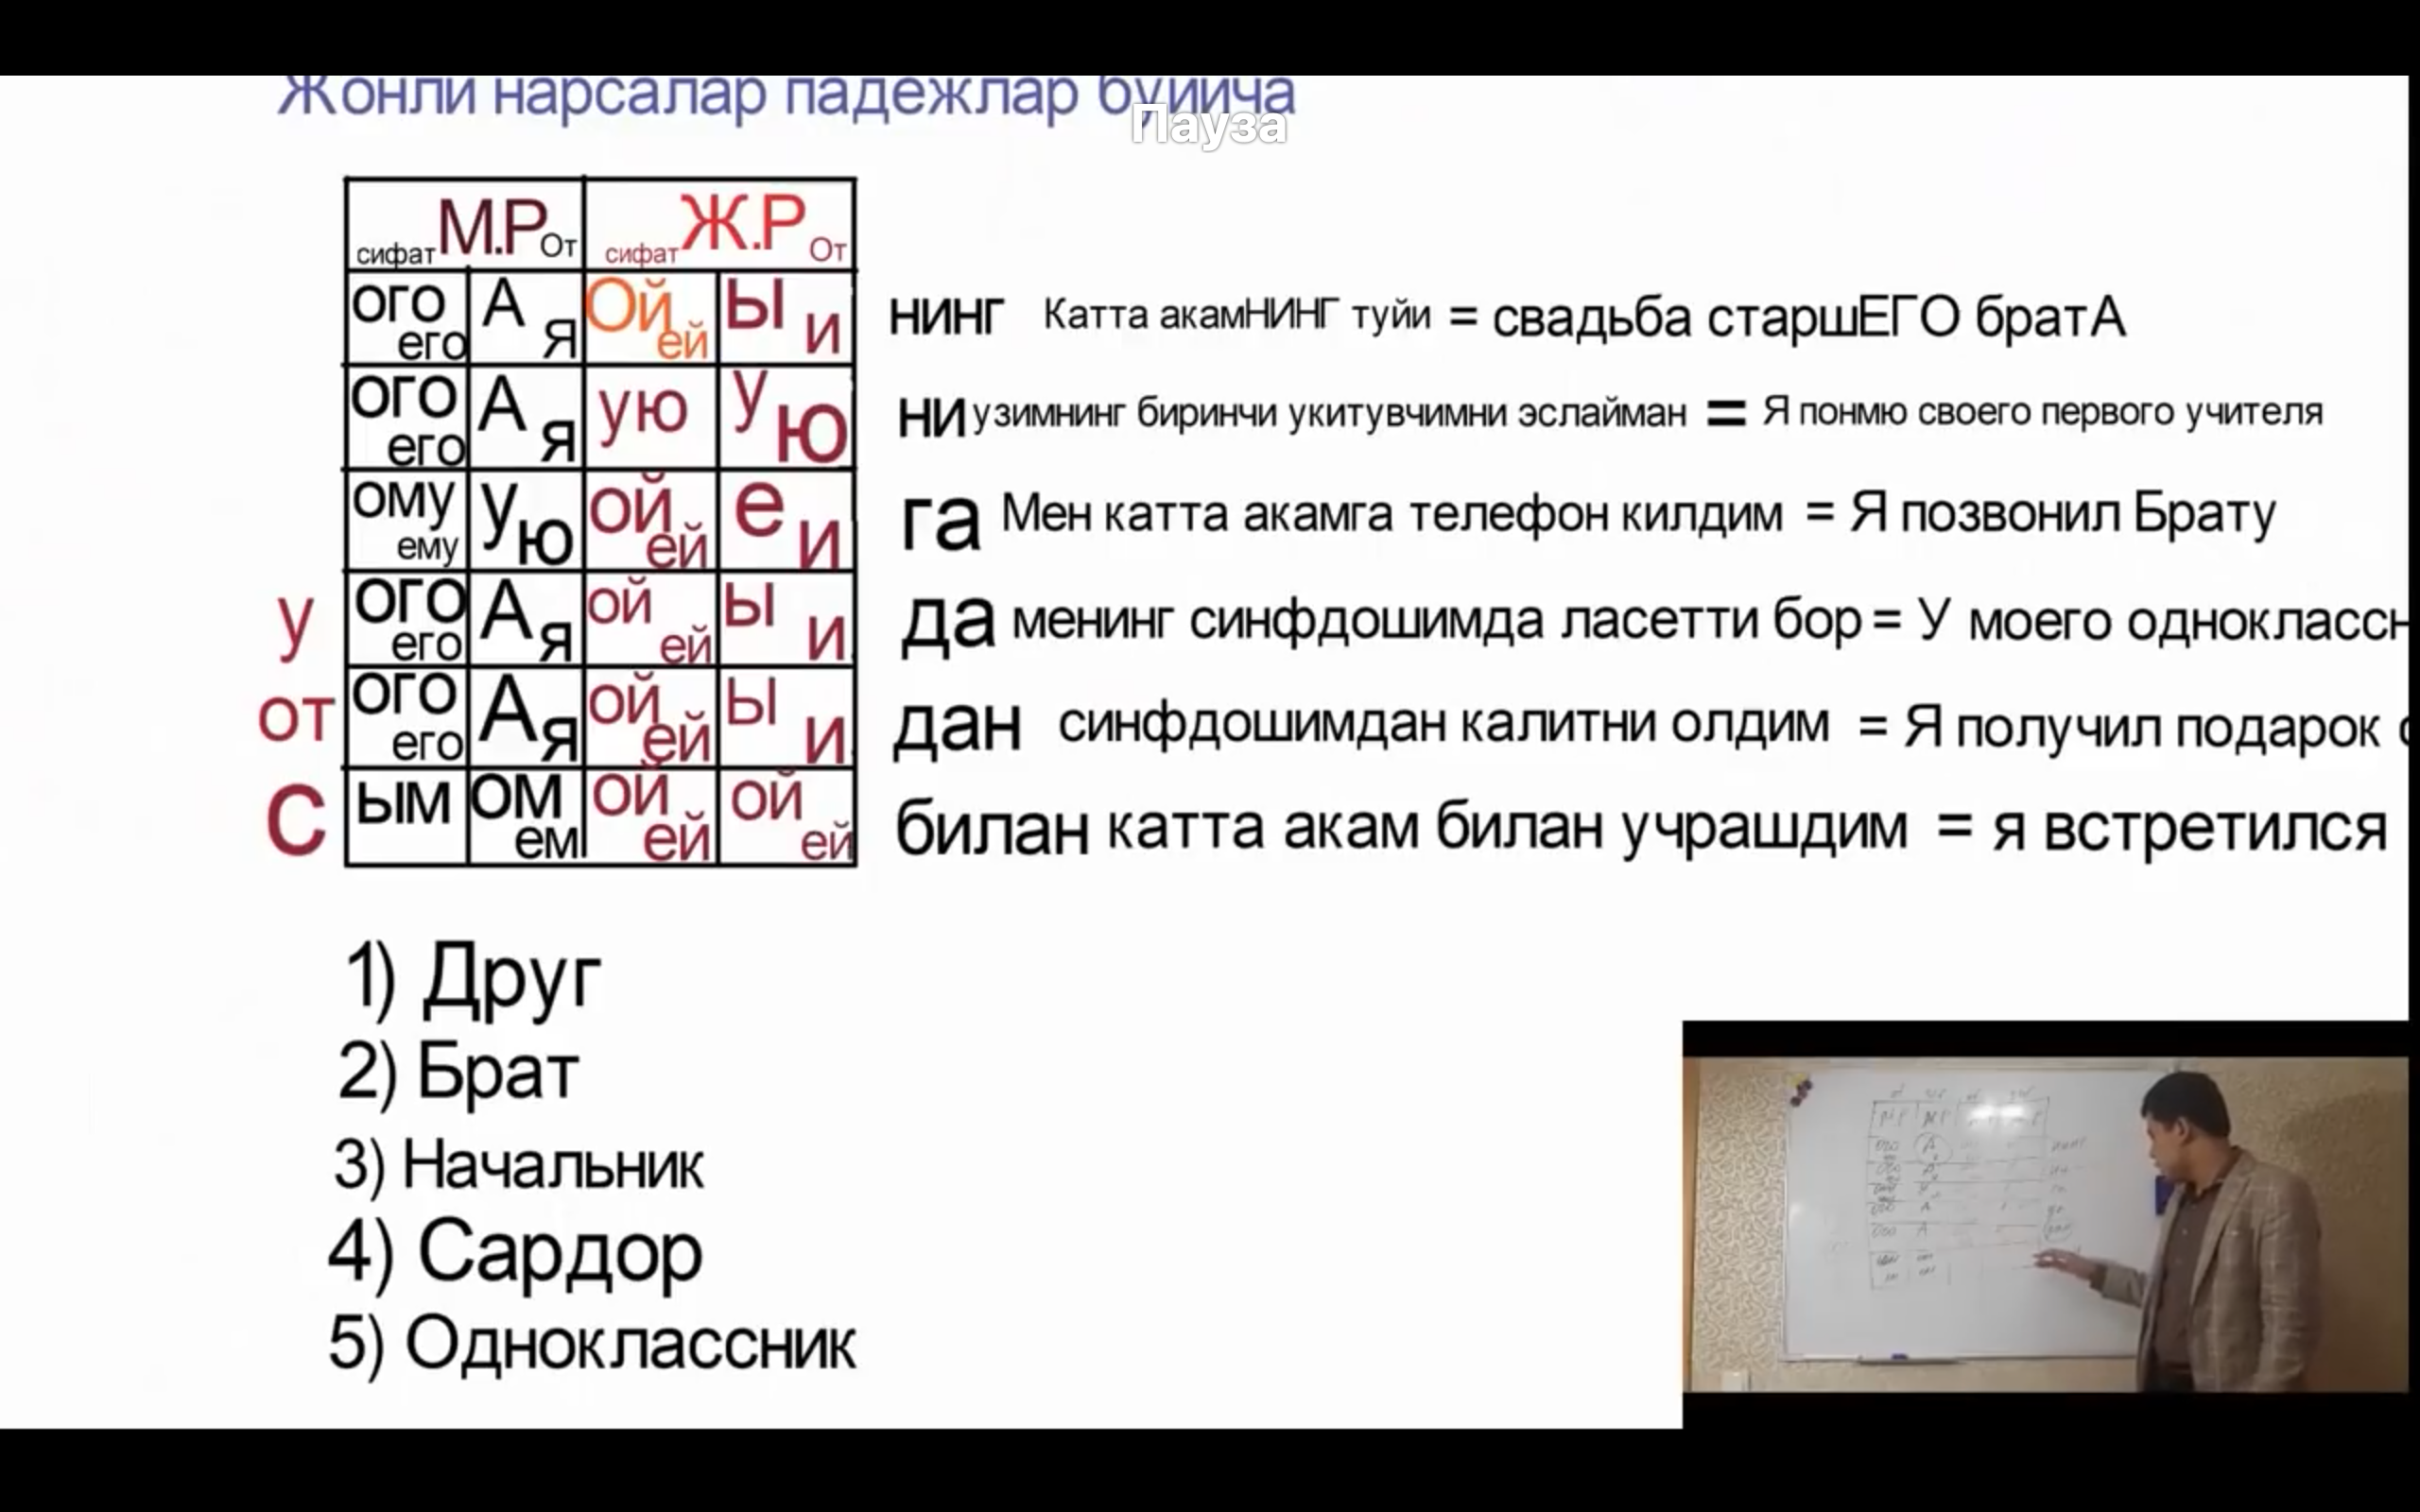 Жонли нарсалар падежлар буйича
Пауза
сифат М.Р От сифат Ж.Р От
ого его А я Ой ей Ы и нинг Катта акамНИНГ туйи = свадьба старшЕГО братА
ого его А я ую у ю ни узимнинг биринчи укитувчимни эслайман = Я понмю своего первого учителя
ому ему у ю ой ей е и га Мен катта акамга телефон килдим = Я позвонил Брату
у ого его А я ой ей ы и да менинг синфдошимда ласетти бор = У моего одноклассн
от ого его А я ой ей ы и дан синфдошимдан калитни олдим = Я получил подарок
с ым ом ем ой ей ой ей билан катта акам билан учрашдим = я встретился
1) Друг
2) Брат
3) Начальник
4) Сардор
5) Одноклассник